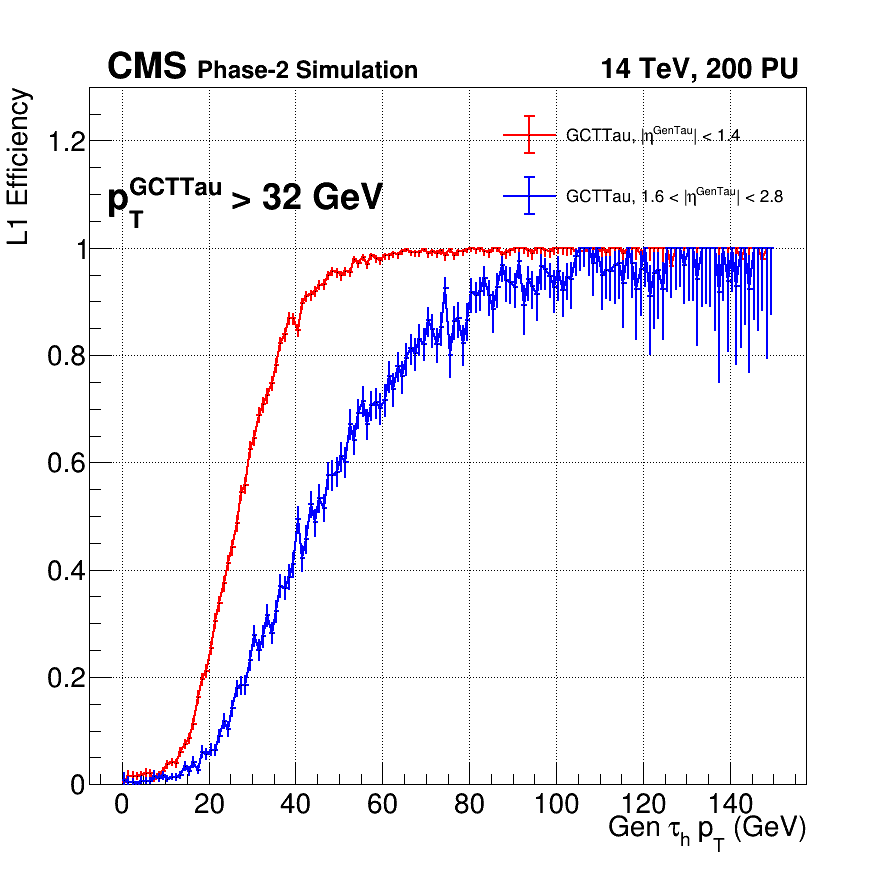 CMS Phase-2 Simulation 14 TeV, 200 PU
L1 Efficiency
GCTTau, |η^GenTau| < 1.4
GCTTau, 1.6 < |η^GenTau| < 2.8
p_T^GCTTau > 32 GeV
1.2
1
0.8
0.6
0.4
0.2
0
0 20 40 60 80 100 120 140
Gen τ_h p_T (GeV)